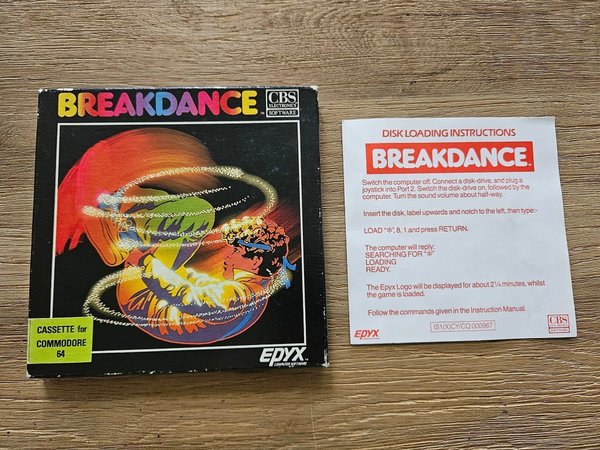 BREAKDANCE
CBS
ELECTRONICS
SOFTWARE
CASSETTE for
COMMODORE
64
EPYX
COMPUTER SOFTWARE
DISK LOADING INSTRUCTIONS
BREAKDANCE
Switch the computer off. Connect a disk-drive, and plug a
joystick into Port 2. Switch the disk-drive on, followed by the
computer. Turn the sound volume about half-way.
Insert the disk, label upwards and notch to the left, then type:-
LOAD "*", 8, 1 and press RETURN.
The computer will reply:
SEARCHING FOR "*"
LOADING
READY.
The Epyx Logo will be displayed for about 2¼ minutes, whilst
the game is loaded.
Follow the commands given in the Instruction Manual.
EPYX
CBS